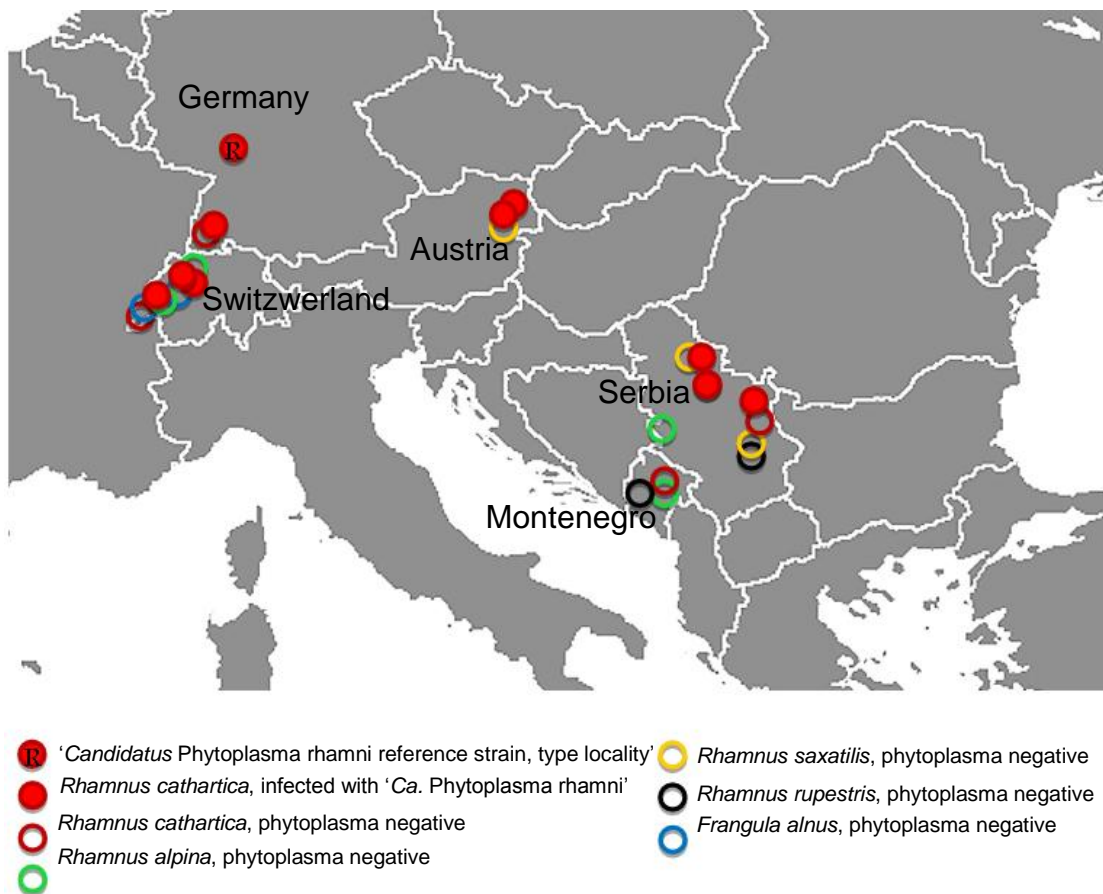 Germany
R
Austria
Switzwerland
Serbia
Montenegro
R ‘Candidatus Phytoplasma rhamni reference strain, type locality’
Rhamnus cathartica, infected with ‘Ca. Phytoplasma rhamni’
Rhamnus cathartica, phytoplasma negative
Rhamnus alpina, phytoplasma negative
Rhamnus saxatilis, phytoplasma negative
Rhamnus rupestris, phytoplasma negative
Frangula alnus, phytoplasma negative